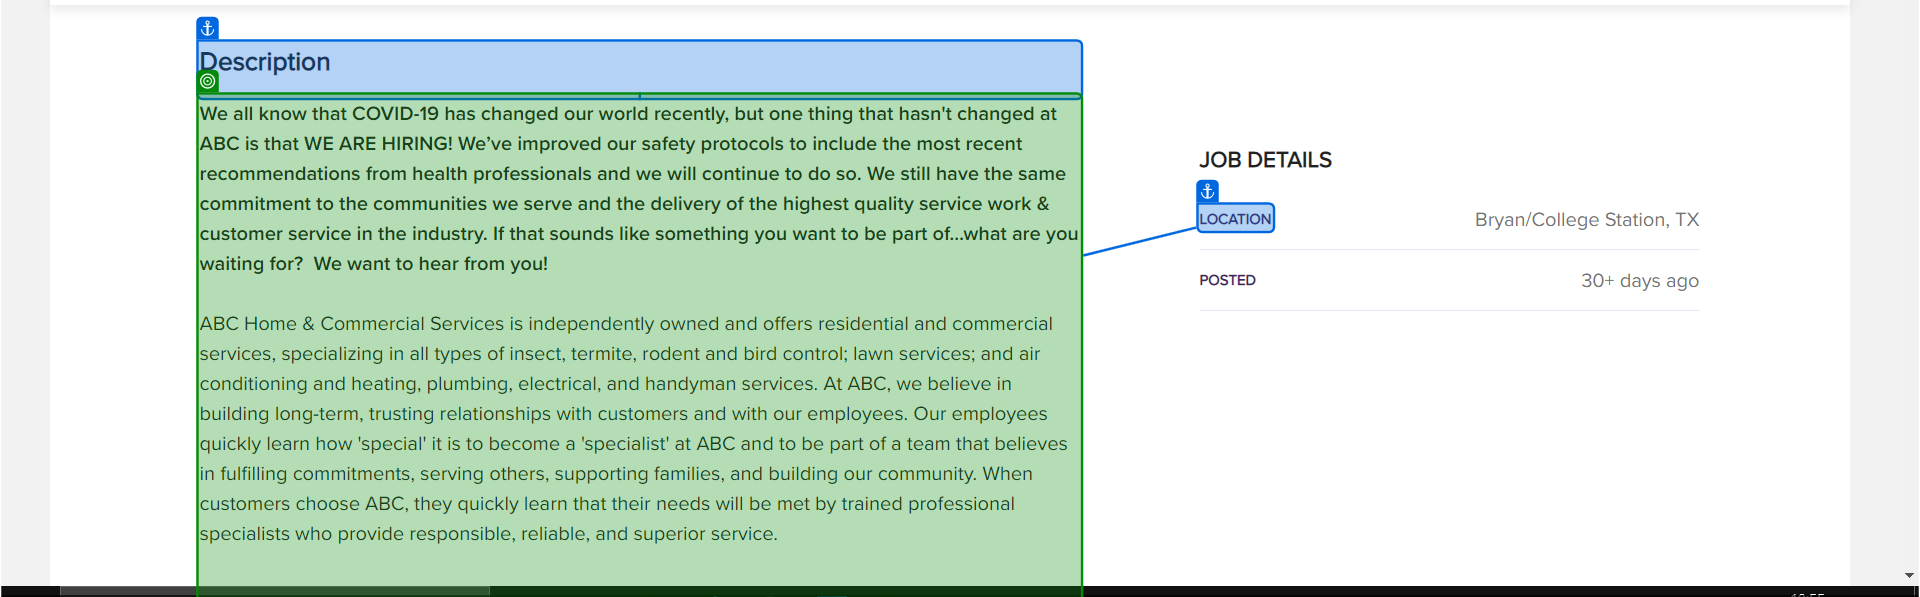 Description
We all know that COVID-19 has changed our world recently, but one thing that hasn't changed at
ABC is that WE ARE HIRING! We’ve improved our safety protocols to include the most recent
recommendations from health professionals and we will continue to do so. We still have the same
commitment to the communities we serve and the delivery of the highest quality service work &
customer service in the industry. If that sounds like something you want to be part of...what are you
waiting for?  We want to hear from you!
ABC Home & Commercial Services is independently owned and offers residential and commercial
services, specializing in all types of insect, termite, rodent and bird control; lawn services; and air
conditioning and heating, plumbing, electrical, and handyman services. At ABC, we believe in
building long-term, trusting relationships with customers and with our employees. Our employees
quickly learn how 'special' it is to become a 'specialist' at ABC and to be part of a team that believes
in fulfilling commitments, serving others, supporting families, and building our community. When
customers choose ABC, they quickly learn that their needs will be met by trained professional
specialists who provide responsible, reliable, and superior service.
JOB DETAILS
LOCATION Bryan/College Station, TX
POSTED 30+ days ago